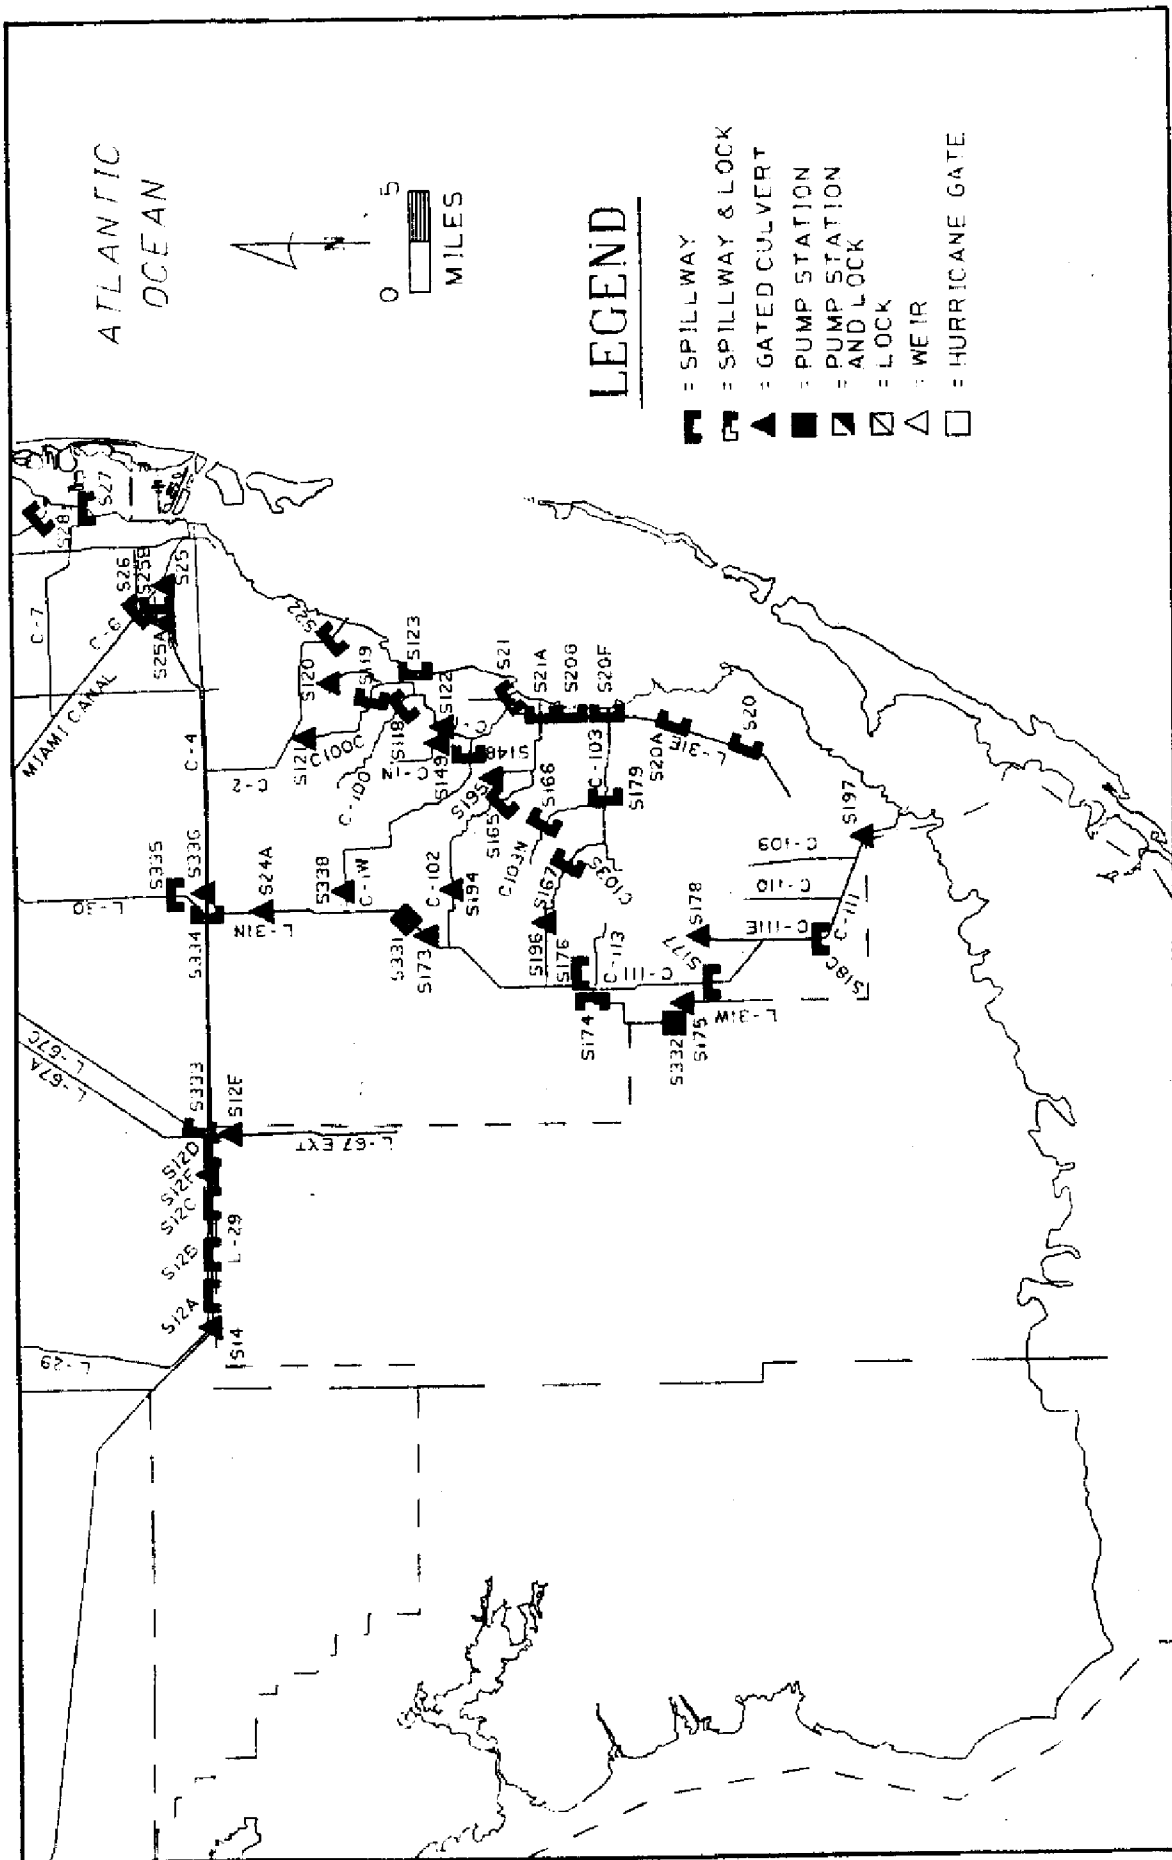 ATLANTIC
OCEAN
N
0 5
MILES
LEGEND
= SPILLWAY
= SPILLWAY & LOCK
= GATED CULVERT
= PUMP STATION
= PUMP STATION
AND LOCK
= LOCK
= WEIR
= HURRICANE GATE
L-29
S14
S12A
S12B
L-29
S12C
S12F
S12D
S12E
S333
L-67A
L-67C
L-67 EXT
L-30
S335
S336
S334
S24A
L-31N
C-4
MIAMI CANAL
C-6
C-7
S28
S27
S26
S25B
S25
S25A
C-2
S22
S120
S121
S119
C100C
S123
S118
C-100
S122
C-1N
S149
C-1
S148
S338
C-1W
S331
S173
C-102
S194
S195
S165
S21
S21A
S20G
S20F
S166
C103N
S167
C103S
C-103
S179
S196
S176
C-113
S174
C-111
S332
S175
L-31W
S177
S178
C-111E
S18C
C-111
C-110
C-109
S197
S20A
L-31E
S20